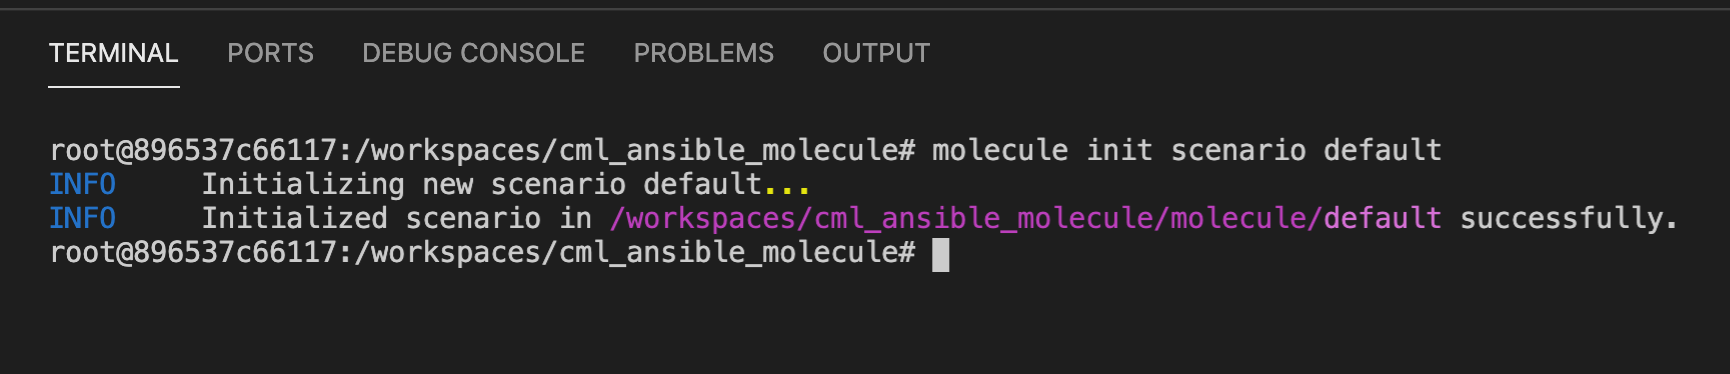 TERMINAL PORTS DEBUG CONSOLE PROBLEMS OUTPUT
root@896537c66117:/workspaces/cml_ansible_molecule# molecule init scenario default
INFO     Initializing new scenario default...
INFO     Initialized scenario in /workspaces/cml_ansible_molecule/molecule/default successfully.
root@896537c66117:/workspaces/cml_ansible_molecule#